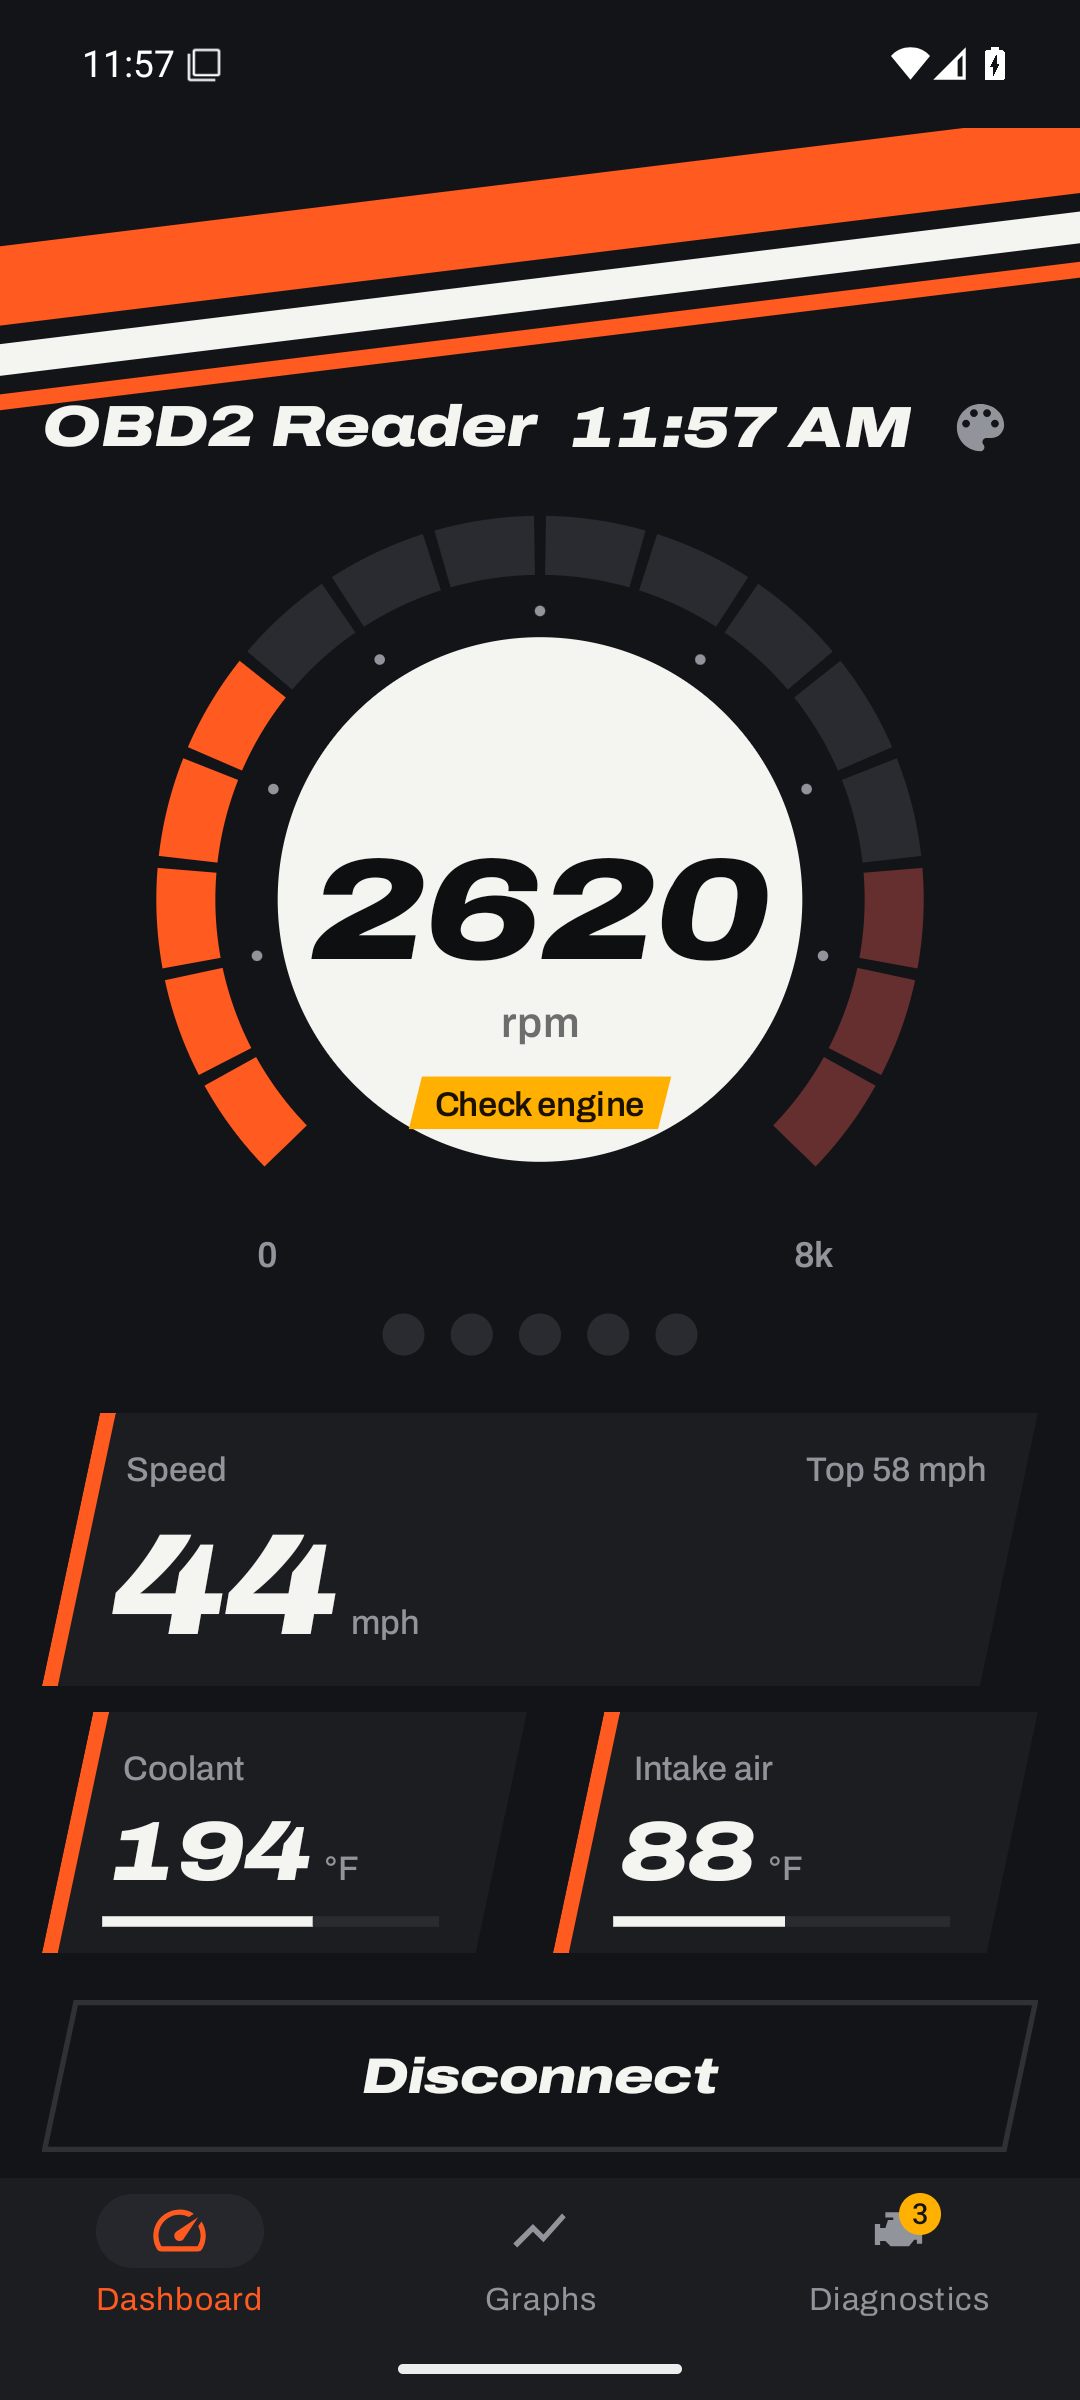 11:57
OBD2 Reader 11:57 AM
2620
rpm
Check engine
0 8k
Speed Top 58 mph
44 mph
Coolant Intake air
194 °F 88 °F
Disconnect
3
Dashboard Graphs Diagnostics